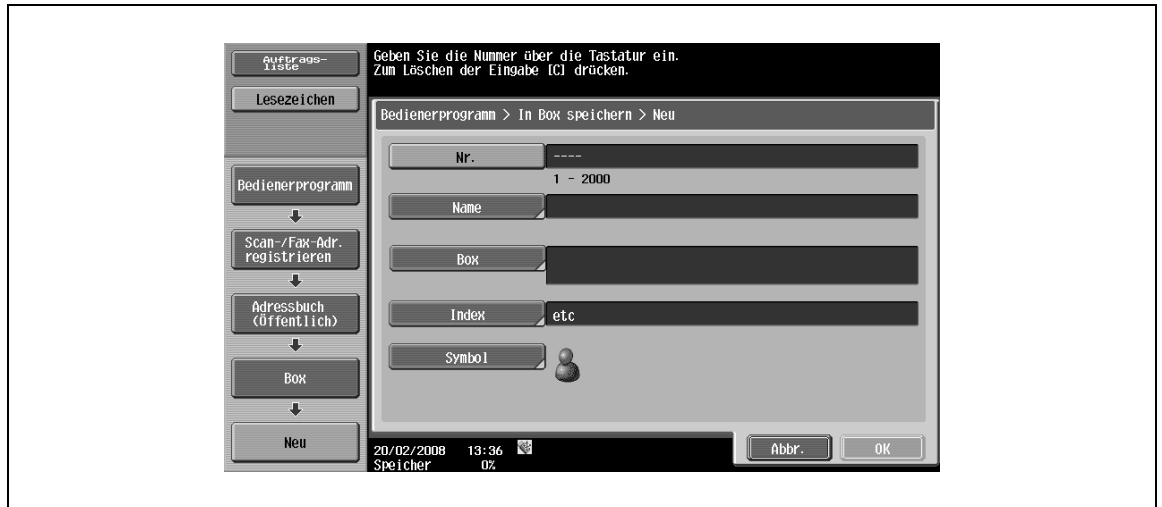 Auftrags-
liste
Lesezeichen
Bedienerprogramm
Scan-/Fax-Adr.
registrieren
Adressbuch
(Öffentlich)
Box
Neu
Geben Sie die Nummer über die Tastatur ein.
Zum Löschen der Eingabe [C] drücken.
Bedienerprogramm > In Box speichern > Neu
Nr. ----
1 - 2000
Name
Box
Index etc
Symbol
20/02/2008 13:36
Speicher 0%
Abbr. OK